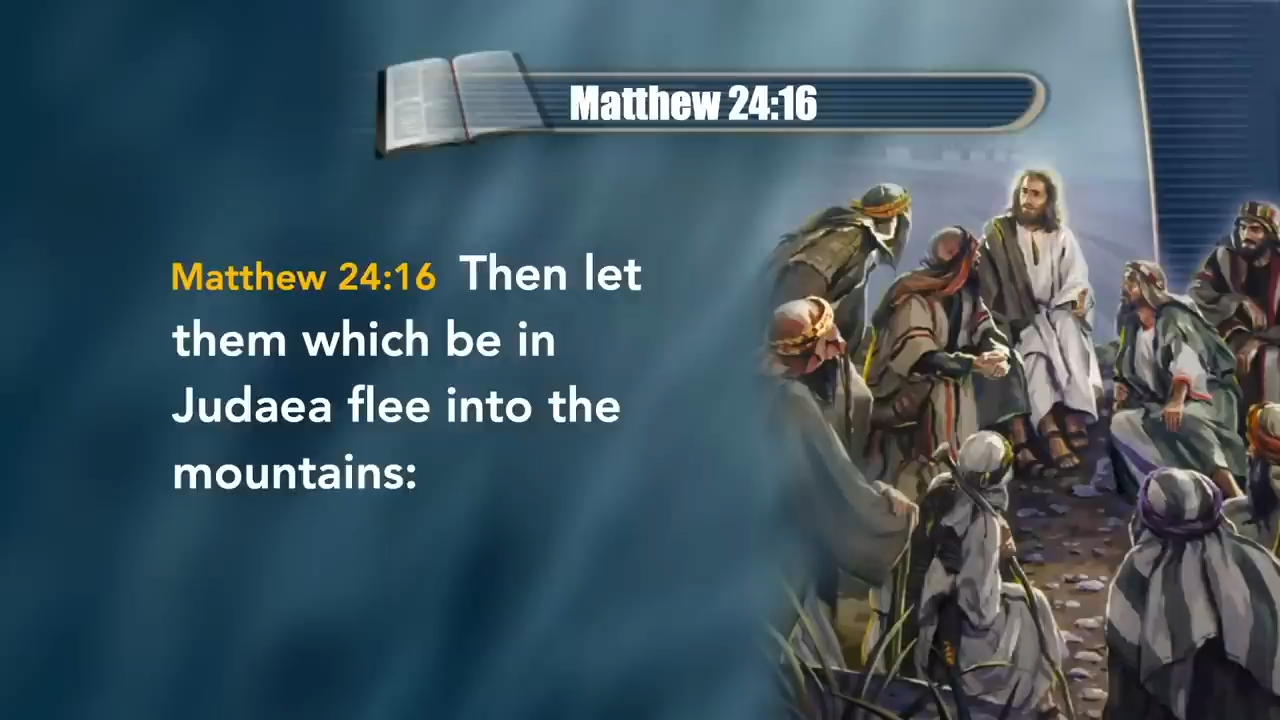 Matthew 24:16
Matthew 24:16 Then let
them which be in
Judaea flee into the
mountains: